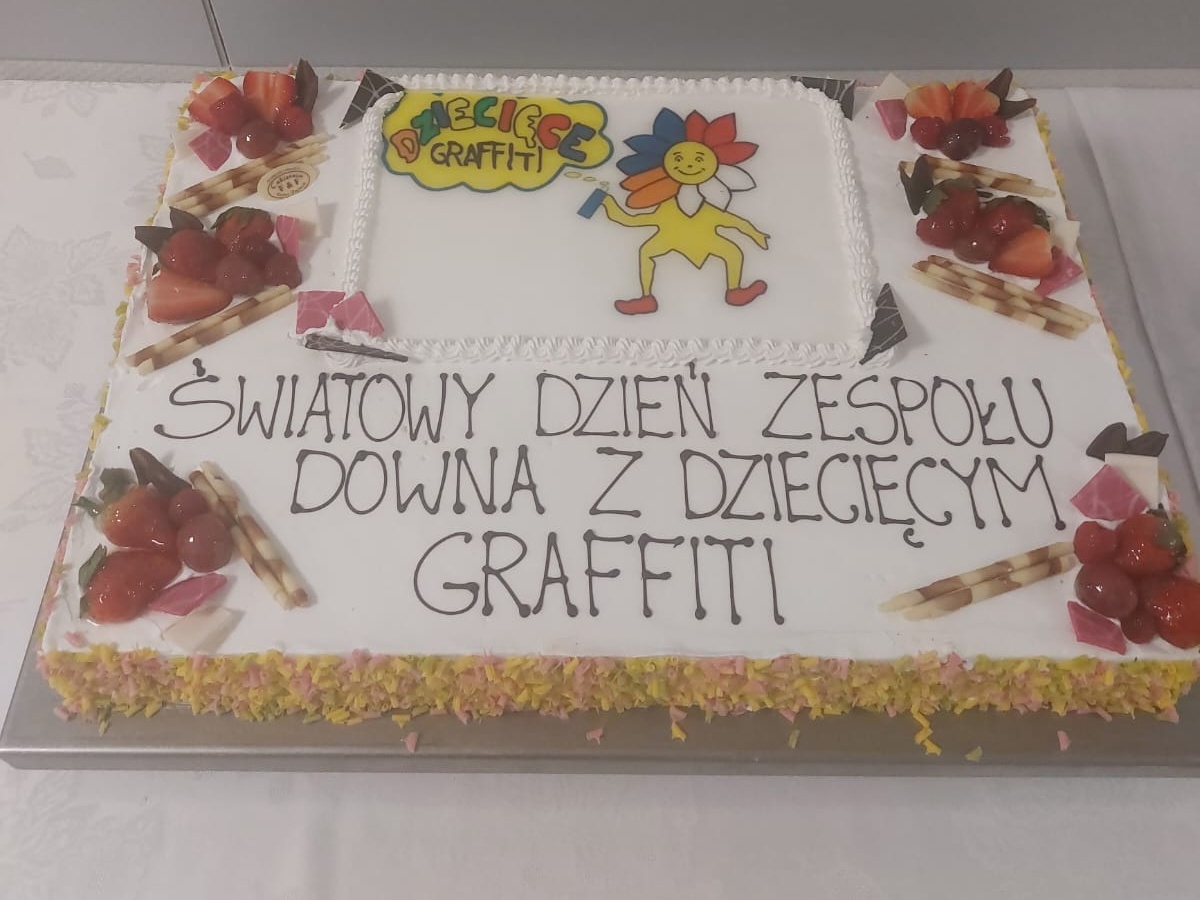 DZIECIĘCE
GRAFFITI
ŚWIATOWY DZIEŃ ZESPOŁU
DOWNA Z DZIECIĘCYM
GRAFFITI